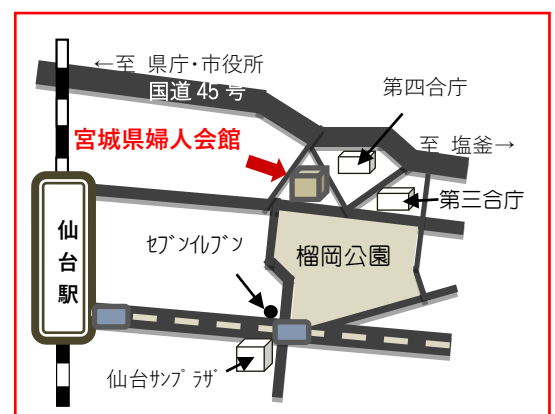 ←至 県庁・市役所
国道 45 号
第四合庁
宮城県婦人会館
至 塩釜→
第三合庁
仙台駅
ｾﾌﾞﾝｲﾚﾌﾞﾝ
榴岡公園
仙台ｻﾝﾌﾟﾗｻﾞ